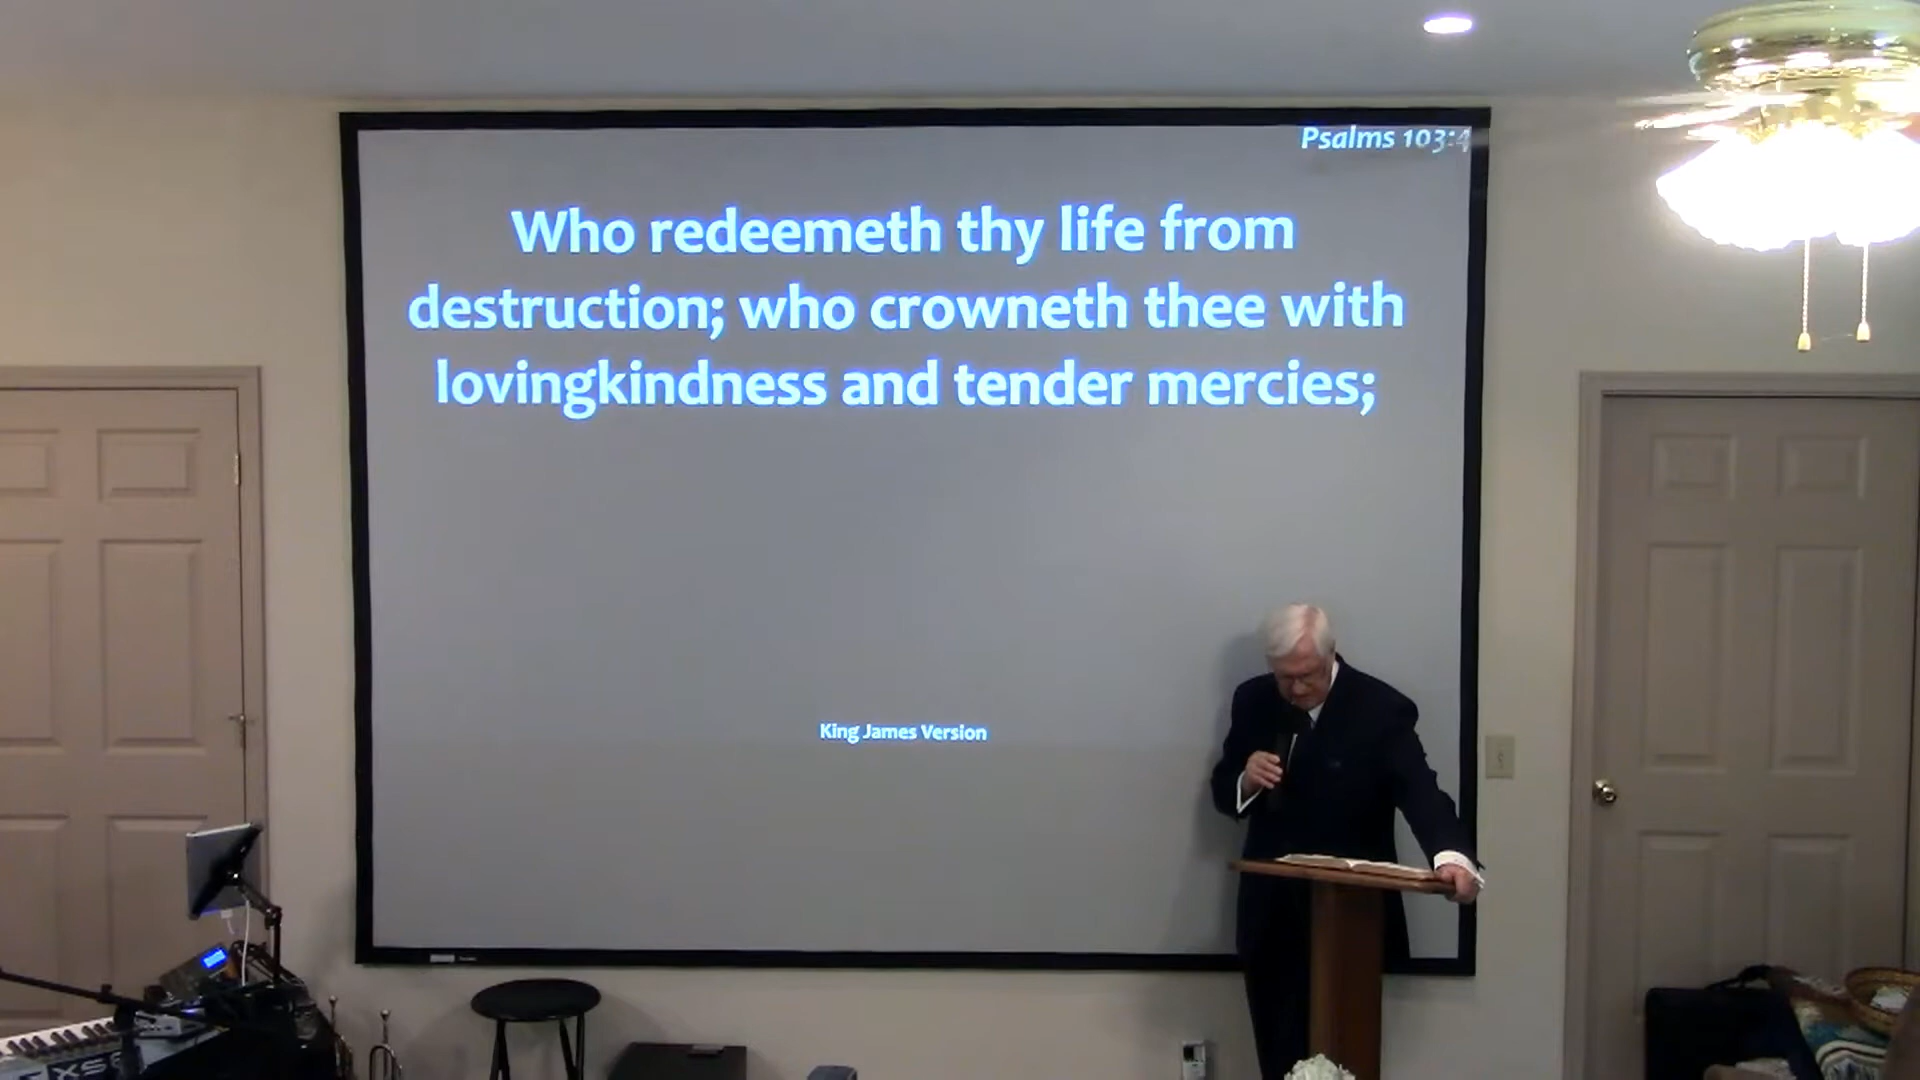 Psalms 103:4
Who redeemeth thy life from
destruction; who crowneth thee with
lovingkindness and tender mercies;
King James Version